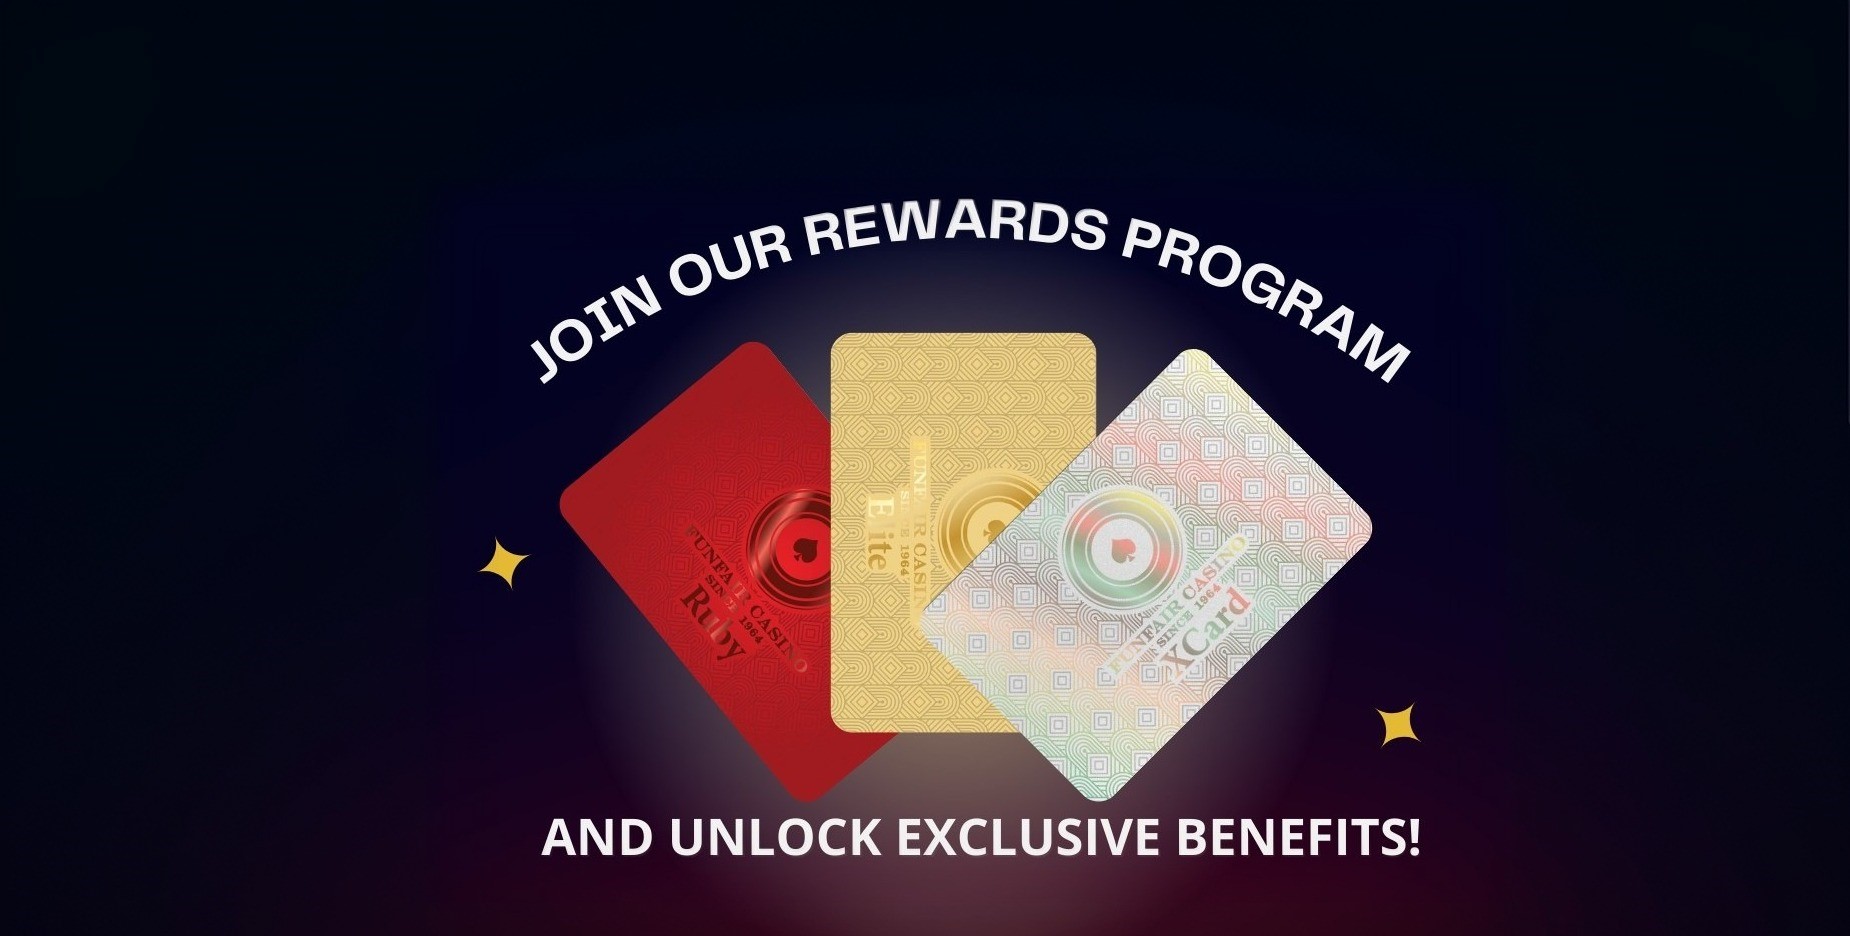 JOIN OUR REWARDS PROGRAM
FUNFAIR CASINO
SINCE 1964
Ruby
FUNFAIR CASINO
SINCE 1964
Elite
FUNFAIR CASINO
SINCE 1964
XCard
AND UNLOCK EXCLUSIVE BENEFITS!